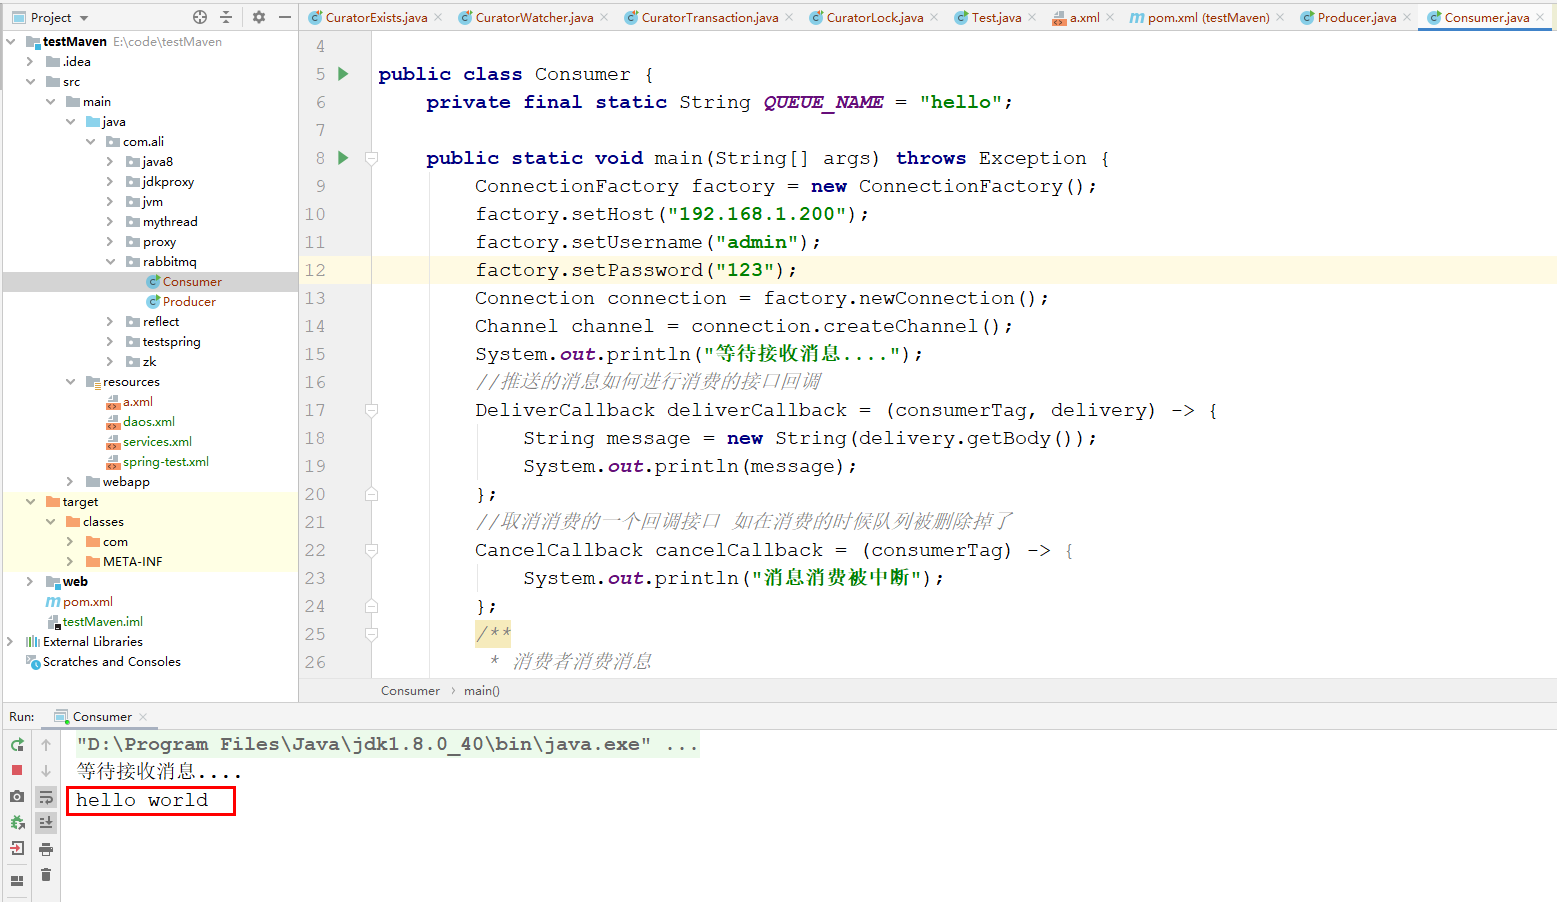 Project
CuratorExists.java
CuratorWatcher.java
CuratorTransaction.java
CuratorLock.java
Test.java
a.xml
pom.xml (testMaven)
Producer.java
Consumer.java
testMaven E:\code\testMaven
.idea
src
main
java
com.ali
java8
jdkproxy
jvm
mythread
proxy
rabbitmq
Consumer
Producer
reflect
testspring
zk
resources
a.xml
daos.xml
services.xml
spring-test.xml
webapp
target
classes
com
META-INF
web
pom.xml
testMaven.iml
External Libraries
Scratches and Consoles
4
5 public class Consumer {
6 private final static String QUEUE_NAME = "hello";
7
8 public static void main(String[] args) throws Exception {
9 ConnectionFactory factory = new ConnectionFactory();
10 factory.setHost("192.168.1.200");
11 factory.setUsername("admin");
12 factory.setPassword("123");
13 Connection connection = factory.newConnection();
14 Channel channel = connection.createChannel();
15 System.out.println("等待接收消息....");
16 //推送的消息如何进行消费的接口回调
17 DeliverCallback deliverCallback = (consumerTag, delivery) -> {
18 String message = new String(delivery.getBody());
19 System.out.println(message);
20 };
21 //取消消费的一个回调接口 如在消费的时候队列被删除掉了
22 CancelCallback cancelCallback = (consumerTag) -> {
23 System.out.println("消息消费被中断");
24 };
25 /**
26 * 消费者消费消息
Consumer › main()
Run: Consumer
"D:\Program Files\Java\jdk1.8.0_40\bin\java.exe" ...
等待接收消息....
hello world